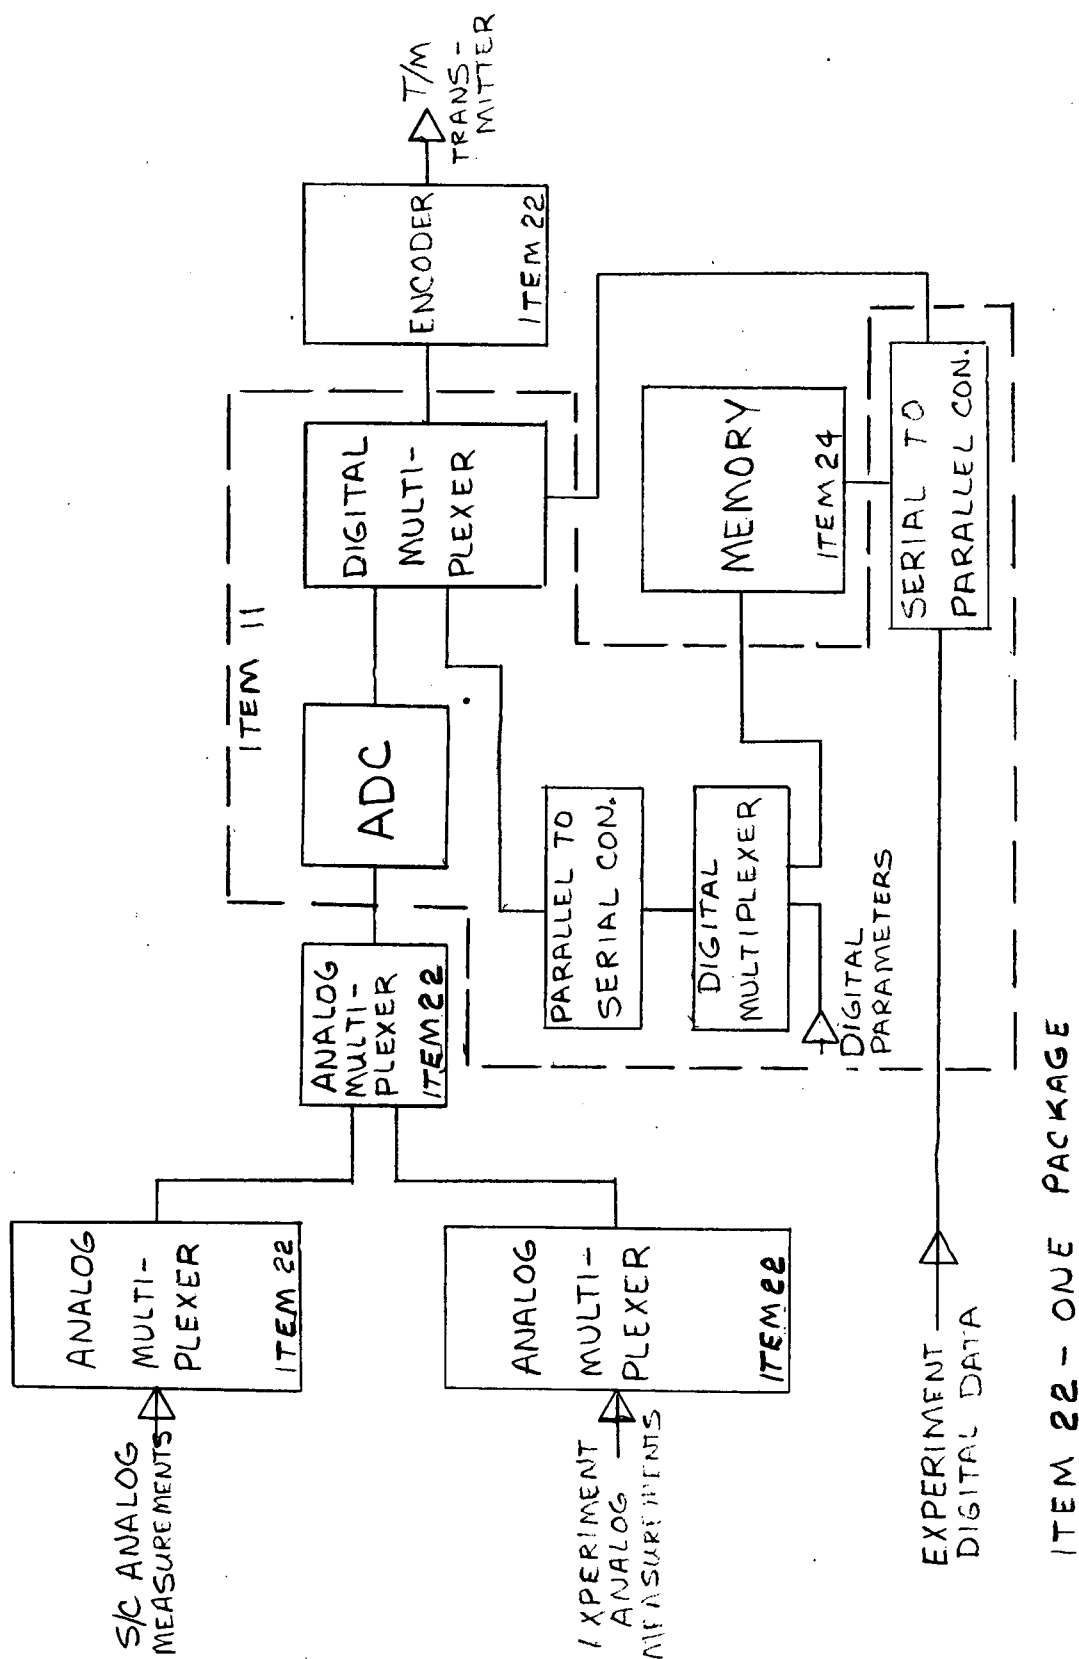 S/C ANALOG
MEASUREMENTS
ANALOG
MULTI-
PLEXER
ITEM 22
EXPERIMENT
ANALOG
MEASUREMENTS
ANALOG
MULTI-
PLEXER
ITEM 22
ANALOG
MULTI-
PLEXER
ITEM 22
ITEM 11
ADC
DIGITAL
MULTI-
PLEXER
ENCODER
ITEM 22
T/M
TRANS-
MITTER
PARALLEL TO
SERIAL CON.
DIGITAL
MULTIPLEXER
DIGITAL
PARAMETERS
MEMORY
ITEM 24
SERIAL TO
PARALLEL CON.
EXPERIMENT
DIGITAL DATA
ITEM 22 - ONE PACKAGE